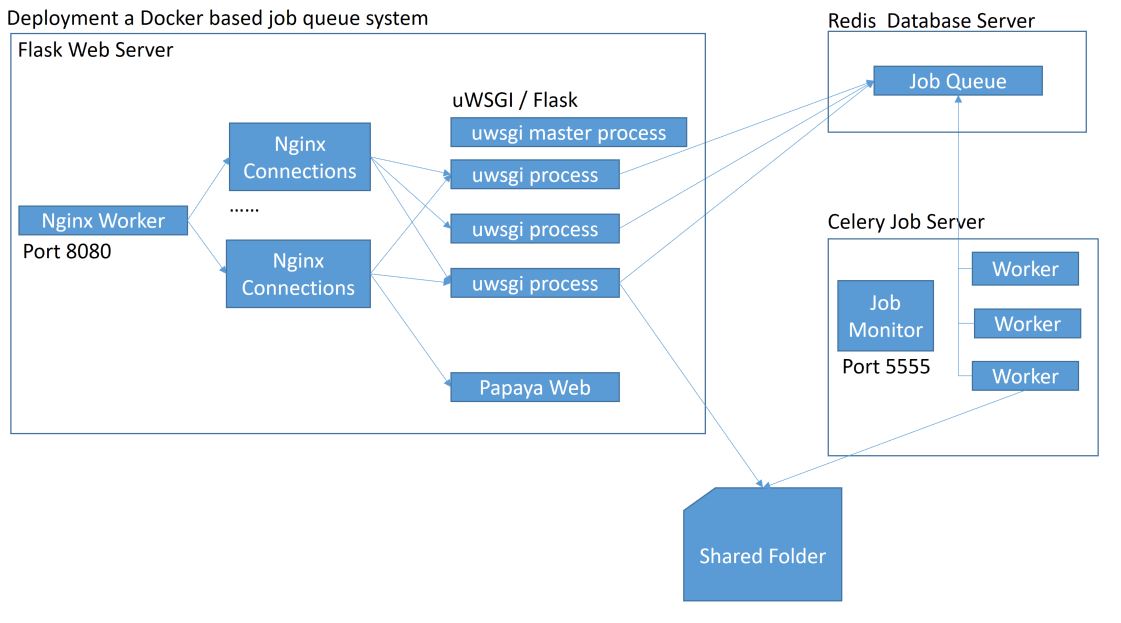 Deployment a Docker based job queue system
Flask Web Server
Nginx Worker
Port 8080
Nginx
Connections
......
Nginx
Connections
uWSGI / Flask
uwsgi master process
uwsgi process
uwsgi process
uwsgi process
Papaya Web
Redis  Database Server
Job Queue
Celery Job Server
Job
Monitor
Port 5555
Worker
Worker
Worker
Shared Folder